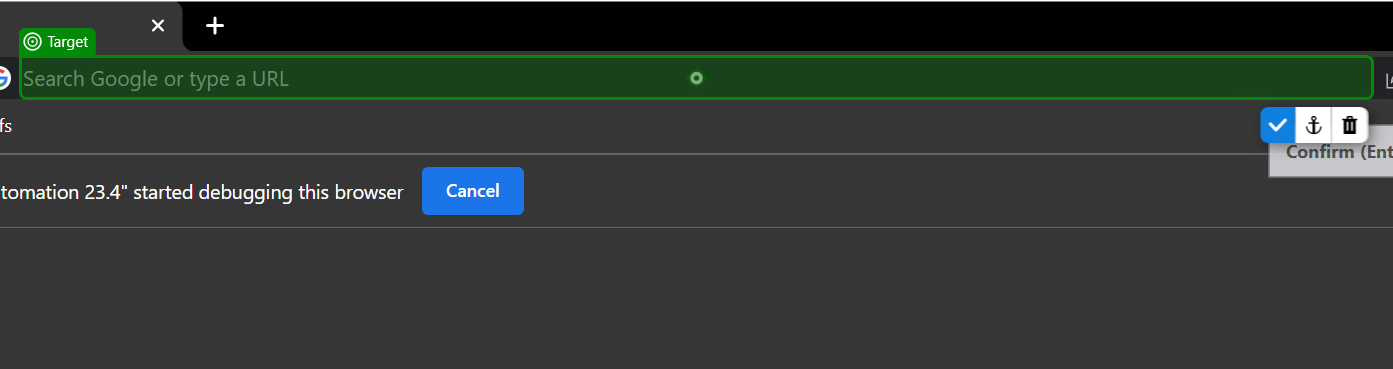 Target
Search Google or type a URL
fs
Confirm (Ent
tomation 23.4" started debugging this browser
Cancel